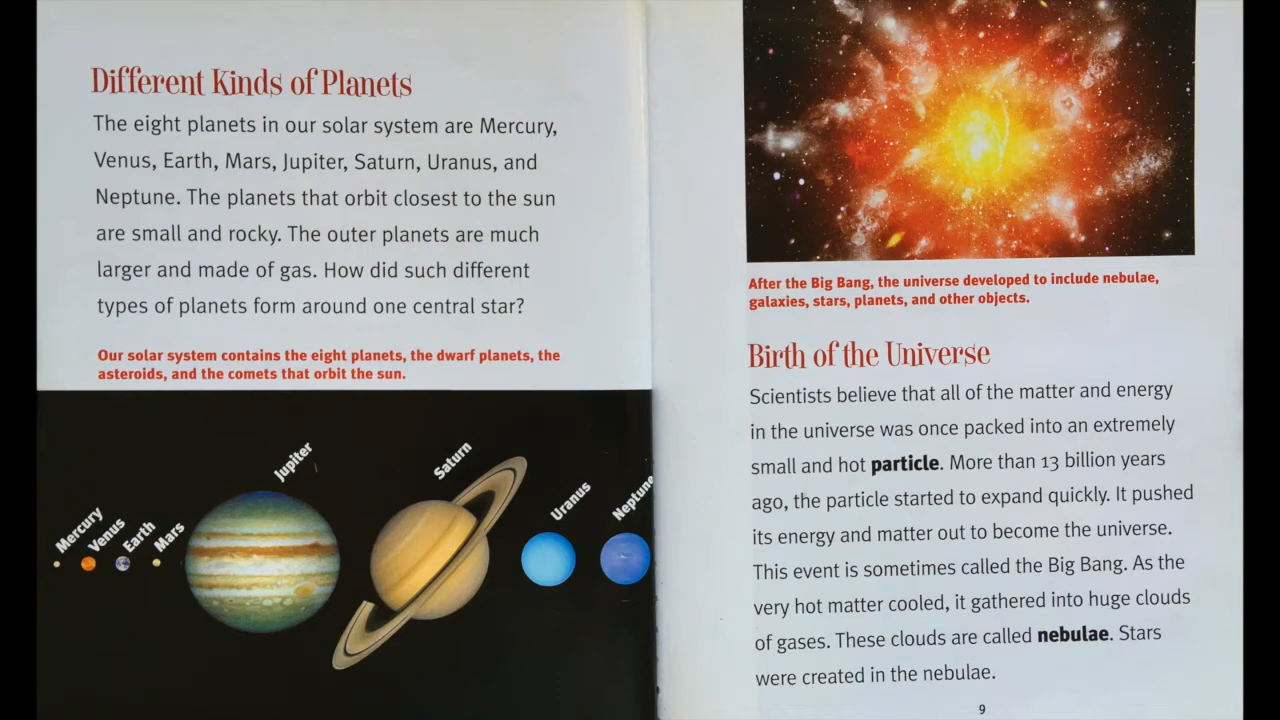 Different Kinds of Planets
The eight planets in our solar system are Mercury,
Venus, Earth, Mars, Jupiter, Saturn, Uranus, and
Neptune. The planets that orbit closest to the sun
are small and rocky. The outer planets are much
larger and made of gas. How did such different
types of planets form around one central star?
Our solar system contains the eight planets, the dwarf planets, the
asteroids, and the comets that orbit the sun.
Mercury
Venus
Earth
Mars
Jupiter
Saturn
Uranus
Neptune
After the Big Bang, the universe developed to include nebulae,
galaxies, stars, planets, and other objects.
Birth of the Universe
Scientists believe that all of the matter and energy
in the universe was once packed into an extremely
small and hot particle. More than 13 billion years
ago, the particle started to expand quickly. It pushed
its energy and matter out to become the universe.
This event is sometimes called the Big Bang. As the
very hot matter cooled, it gathered into huge clouds
of gases. These clouds are called nebulae. Stars
were created in the nebulae.
9